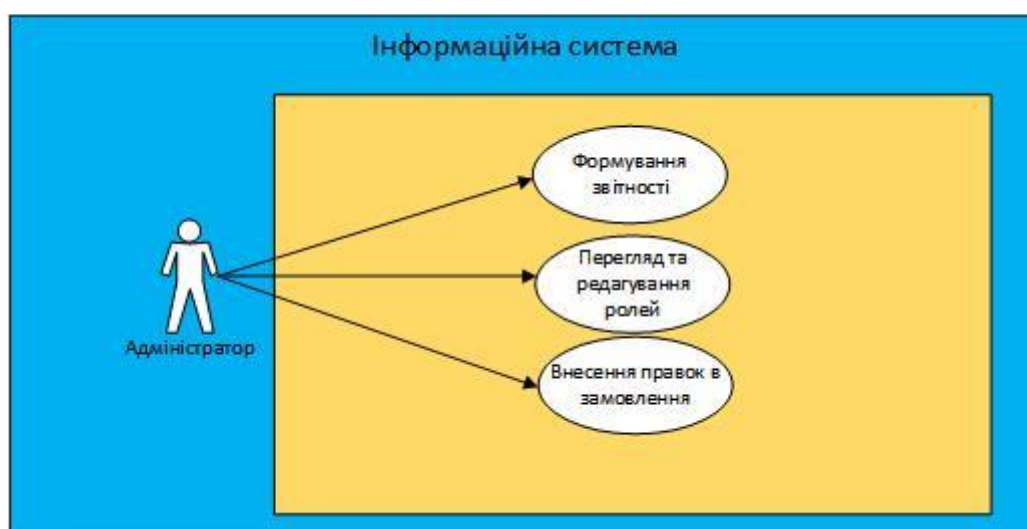 Інформаційна система
Формування
звітності
Перегляд та
редагування
ролей
Адміністратор
Внесення правок в
замовлення